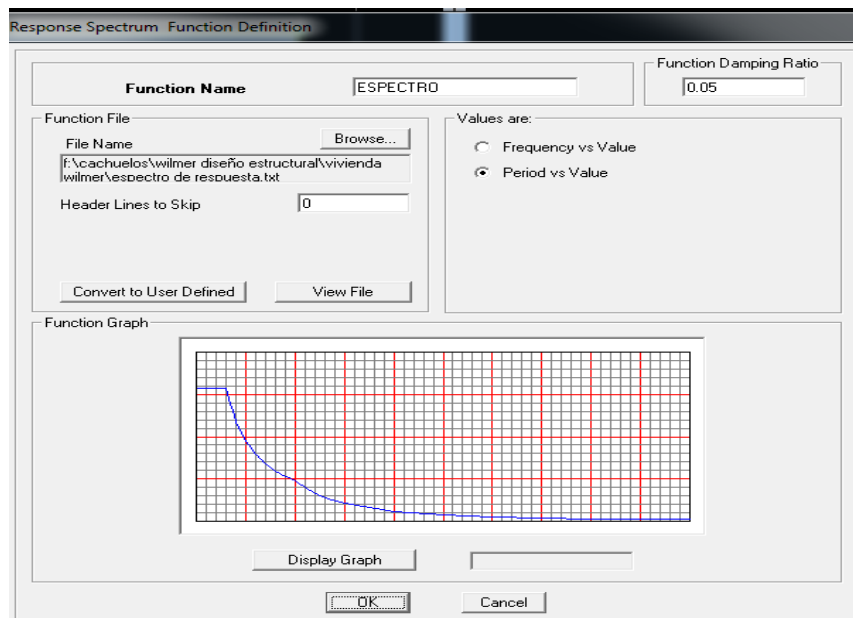 Response Spectrum Function Definition
Function Damping Ratio
Function Name
ESPECTRO
0.05
Function File
Values are:
File Name
Browse...
Frequency vs Value
f:\cachuelos\wilmer diseño estructural\vivienda
wilmer\espectro de respuesta.txt
Period vs Value
Header Lines to Skip
0
Convert to User Defined
View File
Function Graph
Display Graph
OK
Cancel